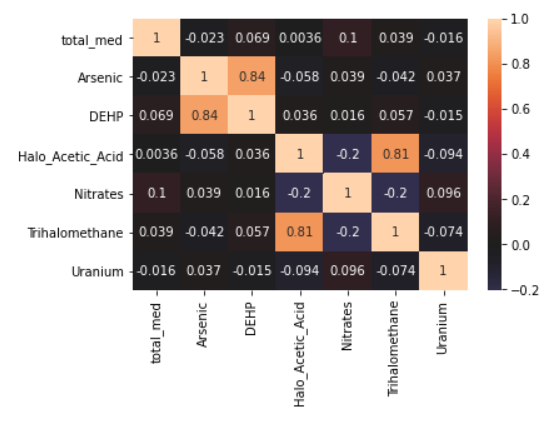 total_med 1 -0.023 0.069 0.0036 0.1 0.039 -0.016
Arsenic -0.023 1 0.84 -0.058 0.039 -0.042 0.037
DEHP 0.069 0.84 1 0.036 0.016 0.057 -0.015
Halo_Acetic_Acid 0.0036 -0.058 0.036 1 -0.2 0.81 -0.094
Nitrates 0.1 0.039 0.016 -0.2 1 -0.2 0.096
Trihalomethane 0.039 -0.042 0.057 0.81 -0.2 1 -0.074
Uranium -0.016 0.037 -0.015 -0.094 0.096 -0.074 1
total_med
Arsenic
DEHP
Halo_Acetic_Acid
Nitrates
Trihalomethane
Uranium
1.0
0.8
0.6
0.4
0.2
0.0
−0.2